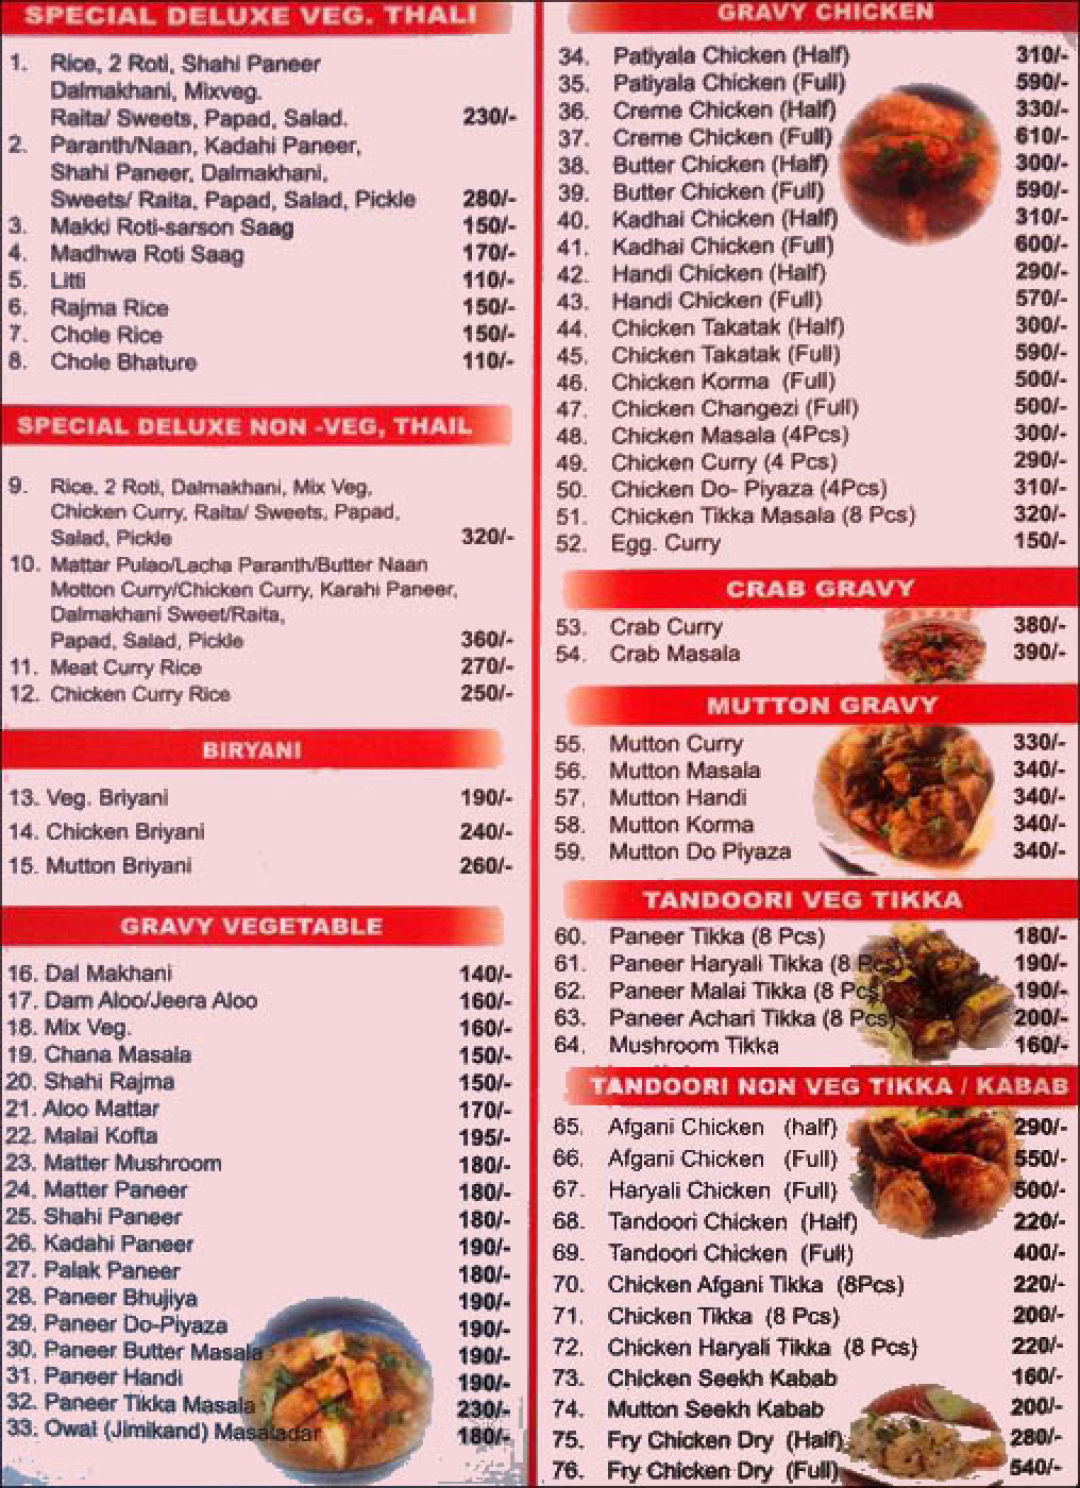 SPECIAL DELUXE VEG. THALI
1. Rice, 2 Roti, Shahi Paneer
Dalmakhani, Mixveg.
Raita/ Sweets, Papad, Salad. 230/-
2. Paranth/Naan, Kadahi Paneer,
Shahi Paneer, Dalmakhani,
Sweets/ Raita, Papad, Salad, Pickle 280/-
3. Makki Roti-sarson Saag 150/-
4. Madhwa Roti Saag 170/-
5. Litti 110/-
6. Rajma Rice 150/-
7. Chole Rice 150/-
8. Chole Bhature 110/-
SPECIAL DELUXE NON -VEG, THAIL
9. Rice. 2 Roti, Dalmakhani, Mix Veg,
Chicken Curry, Raita/ Sweets, Papad,
Salad, Pickle 320/-
10. Mattar Pulao/Lacha Paranth/Butter Naan
Motton Curry/Chicken Curry, Karahi Paneer,
Dalmakhani Sweet/Raita,
Papad, Salad, Pickle 360/-
11. Meat Curry Rice 270/-
12. Chicken Curry Rice 250/-
BIRYANI
13. Veg. Briyani 190/-
14. Chicken Briyani 240/-
15. Mutton Briyani 260/-
GRAVY VEGETABLE
16. Dal Makhani 140/-
17. Dam Aloo/Jeera Aloo 160/-
18. Mix Veg. 160/-
19. Chana Masala 150/-
20. Shahi Rajma 150/-
21. Aloo Mattar 170/-
22. Malai Kofta 195/-
23. Matter Mushroom 180/-
24. Matter Paneer 180/-
25. Shahi Paneer 180/-
26. Kadahi Paneer 190/-
27. Palak Paneer 180/-
28. Paneer Bhujiya 190/-
29. Paneer Do-Piyaza 190/-
30. Paneer Butter Masala 190/-
31. Paneer Handi 190/-
32. Paneer Tikka Masala 230/-
33. Owal (Jimikand) Masaladar 180/-
GRAVY CHICKEN
34. Patiyala Chicken (Half) 310/-
35. Patiyala Chicken (Full) 590/-
36. Creme Chicken (Half) 330/-
37. Creme Chicken (Full) 610/-
38. Butter Chicken (Half) 300/-
39. Butter Chicken (Full) 590/-
40. Kadhai Chicken (Half) 310/-
41. Kadhai Chicken (Full) 600/-
42. Handi Chicken (Half) 290/-
43. Handi Chicken (Full) 570/-
44. Chicken Takatak (Half) 300/-
45. Chicken Takatak (Full) 590/-
46. Chicken Korma (Full) 500/-
47. Chicken Changezi (Full) 500/-
48. Chicken Masala (4Pcs) 300/-
49. Chicken Curry (4 Pcs) 290/-
50. Chicken Do- Piyaza (4Pcs) 310/-
51. Chicken Tikka Masala (8 Pcs) 320/-
52. Egg. Curry 150/-
CRAB GRAVY
53. Crab Curry 380/-
54. Crab Masala 390/-
MUTTON GRAVY
55. Mutton Curry 330/-
56. Mutton Masala 340/-
57. Mutton Handi 340/-
58. Mutton Korma 340/-
59. Mutton Do Piyaza 340/-
TANDOORI VEG TIKKA
60. Paneer Tikka (8 Pcs) 180/-
61. Paneer Haryali Tikka (8 Pcs) 190/-
62. Paneer Malai Tikka (8 Pcs) 190/-
63. Paneer Achari Tikka (8 Pcs) 200/-
64. Mushroom Tikka 160/-
TANDOORI NON VEG TIKKA / KABAB
65. Afgani Chicken (half) 290/-
66. Afgani Chicken (Full) 550/-
67. Haryali Chicken (Full) 500/-
68. Tandoori Chicken (Half) 220/-
69. Tandoori Chicken (Full) 400/-
70. Chicken Afgani Tikka (8Pcs) 220/-
71. Chicken Tikka (8 Pcs) 200/-
72. Chicken Haryali Tikka (8 Pcs) 220/-
73. Chicken Seekh Kabab 160/-
74. Mutton Seekh Kabab 200/-
75. Fry Chicken Dry (Half) 280/-
76. Fry Chicken Dry (Full) 540/-